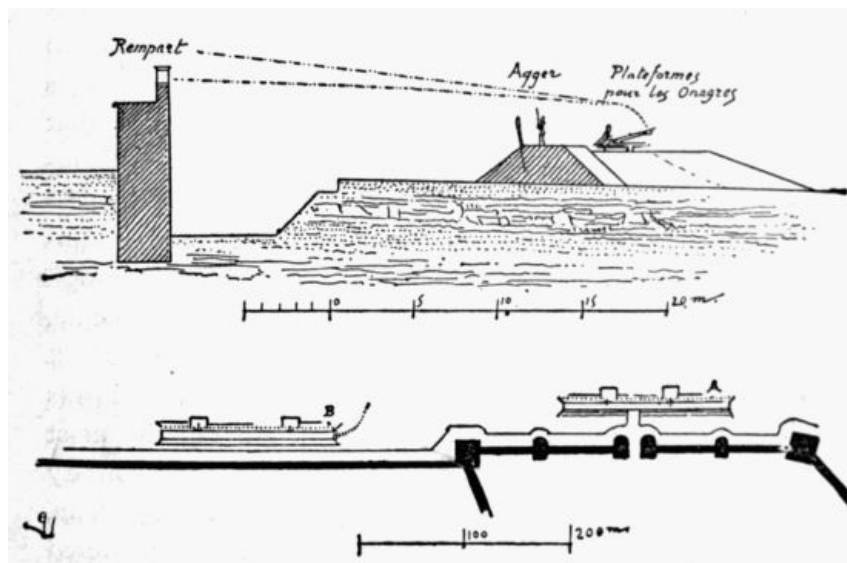 Rempart
Agger
Plateformes
pour les Onagres
0 5 10 15 20 m.
A
B
100 200 m